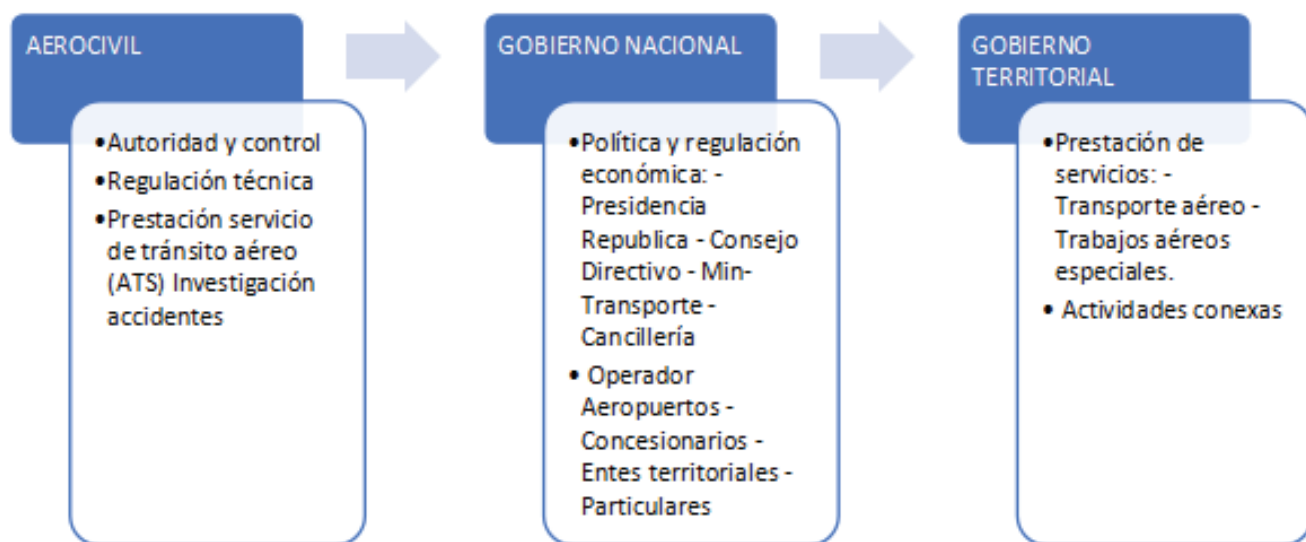 AEROCIVIL
•Autoridad y control
•Regulación técnica
•Prestación servicio
de tránsito aéreo
(ATS) Investigación
accidentes
GOBIERNO NACIONAL
•Política y regulación
económica: -
Presidencia
Republica - Consejo
Directivo - Min-
Transporte -
Cancillería
• Operador
Aeropuertos -
Concesionarios -
Entes territoriales -
Particulares
GOBIERNO
TERRITORIAL
•Prestación de
servicios: -
Transporte aéreo -
Trabajos aéreos
especiales.
• Actividades conexas